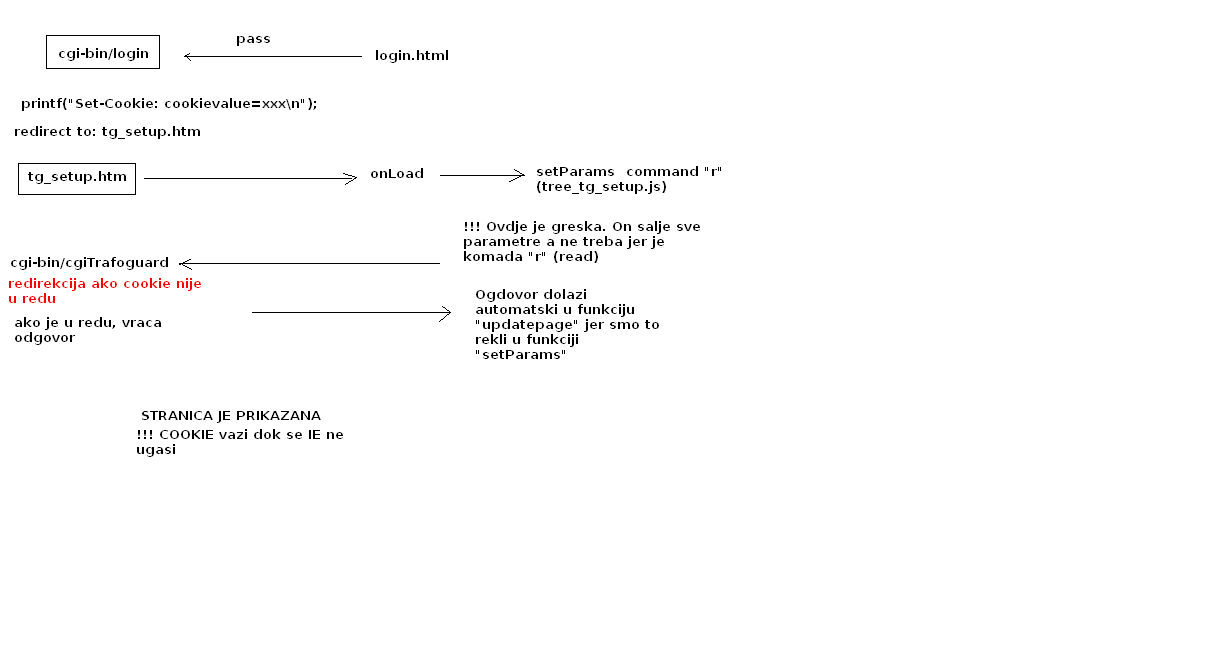 pass
cgi-bin/login
login.html
printf("Set-Cookie: cookievalue=xxx\n");
redirect to: tg_setup.htm
tg_setup.htm
onLoad
setParams command "r"
(tree_tg_setup.js)
!!! Ovdje je greska. On salje sve
parametre a ne treba jer je
komada "r" (read)
cgi-bin/cgiTrafoguard
redirekcija ako cookie nije
u redu
ako je u redu, vraca
odgovor
Ogdovor dolazi
automatski u funkciju
"updatepage" jer smo to
rekli u funkciji
"setParams"
STRANICA JE PRIKAZANA
!!! COOKIE vazi dok se IE ne
ugasi